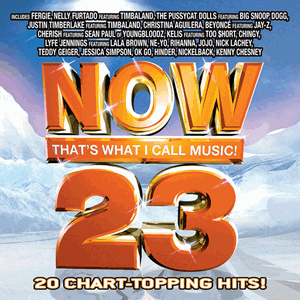 INCLUDES FERGIE, NELLY FURTADO FEATURING TIMBALAND, THE PUSSYCAT DOLLS FEATURING BIG SNOOP DOGG,
JUSTIN TIMBERLAKE FEATURING TIMBALAND, CHRISTINA AGUILERA, BEYONCÉ FEATURING JAY-Z,
CHERISH FEATURING SEAN PAUL OF YOUNGBLOODZ, KELIS FEATURING TOO SHORT, CHINGY,
LYFE JENNINGS FEATURING LALA BROWN, NE-YO, RIHANNA, JOJO, NICK LACHEY,
TEDDY GEIGER, JESSICA SIMPSON, OK GO, HINDER, NICKELBACK, KENNY CHESNEY
NOW
THAT'S WHAT I CALL MUSIC!
23
20 CHART-TOPPING HITS!